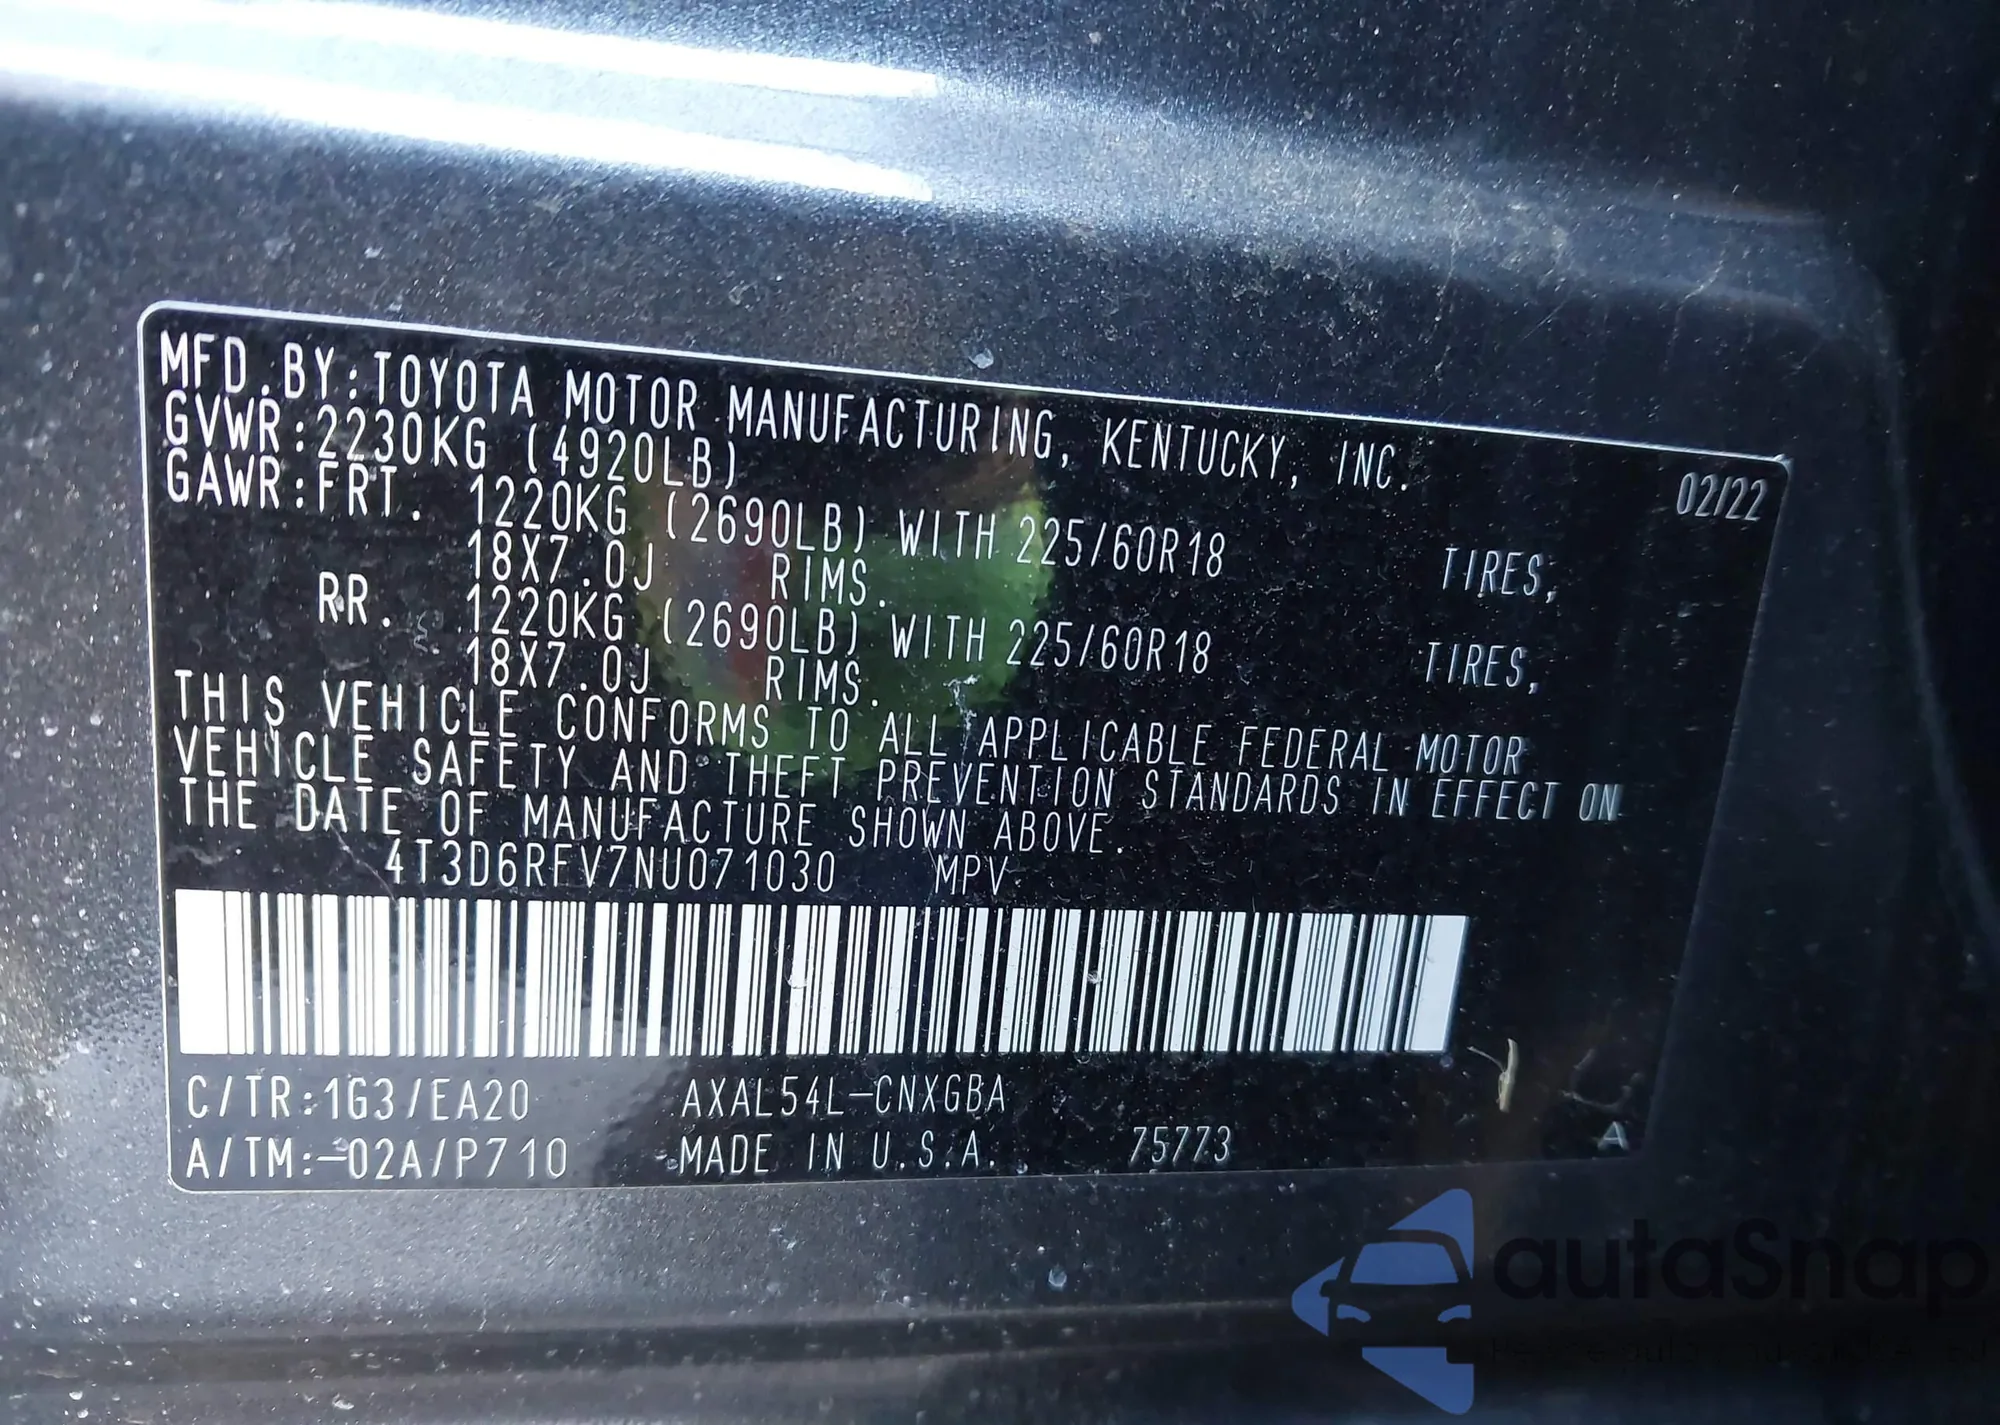 MFD.BY:TOYOTA MOTOR MANUFACTURING, KENTUCKY, INC.
02/22
GVWR:2230KG (4920LB)
GAWR:FRT. 1220KG (2690LB) WITH 225/60R18 TIRES,
18X7.0J RIMS.
RR. 1220KG (2690LB) WITH 225/60R18 TIRES,
18X7.0J RIMS.
THIS VEHICLE CONFORMS TO ALL APPLICABLE FEDERAL MOTOR
VEHICLE SAFETY AND THEFT PREVENTION STANDARDS IN EFFECT ON
THE DATE OF MANUFACTURE SHOWN ABOVE.
4T3D6RFV7NU071030 MPV
C/TR:1G3/EA20 AXAL54L-CNXGBA
A/TM:-02A/P710 MADE IN U.S.A. 75773 A
autaSnap